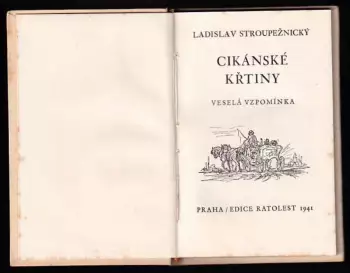 LADISLAV STROUPEŽNICKÝ
CIKÁNSKÉ
KŘTINY
VESELÁ VZPOMÍNKA
PRAHA / EDICE RATOLEST 1941